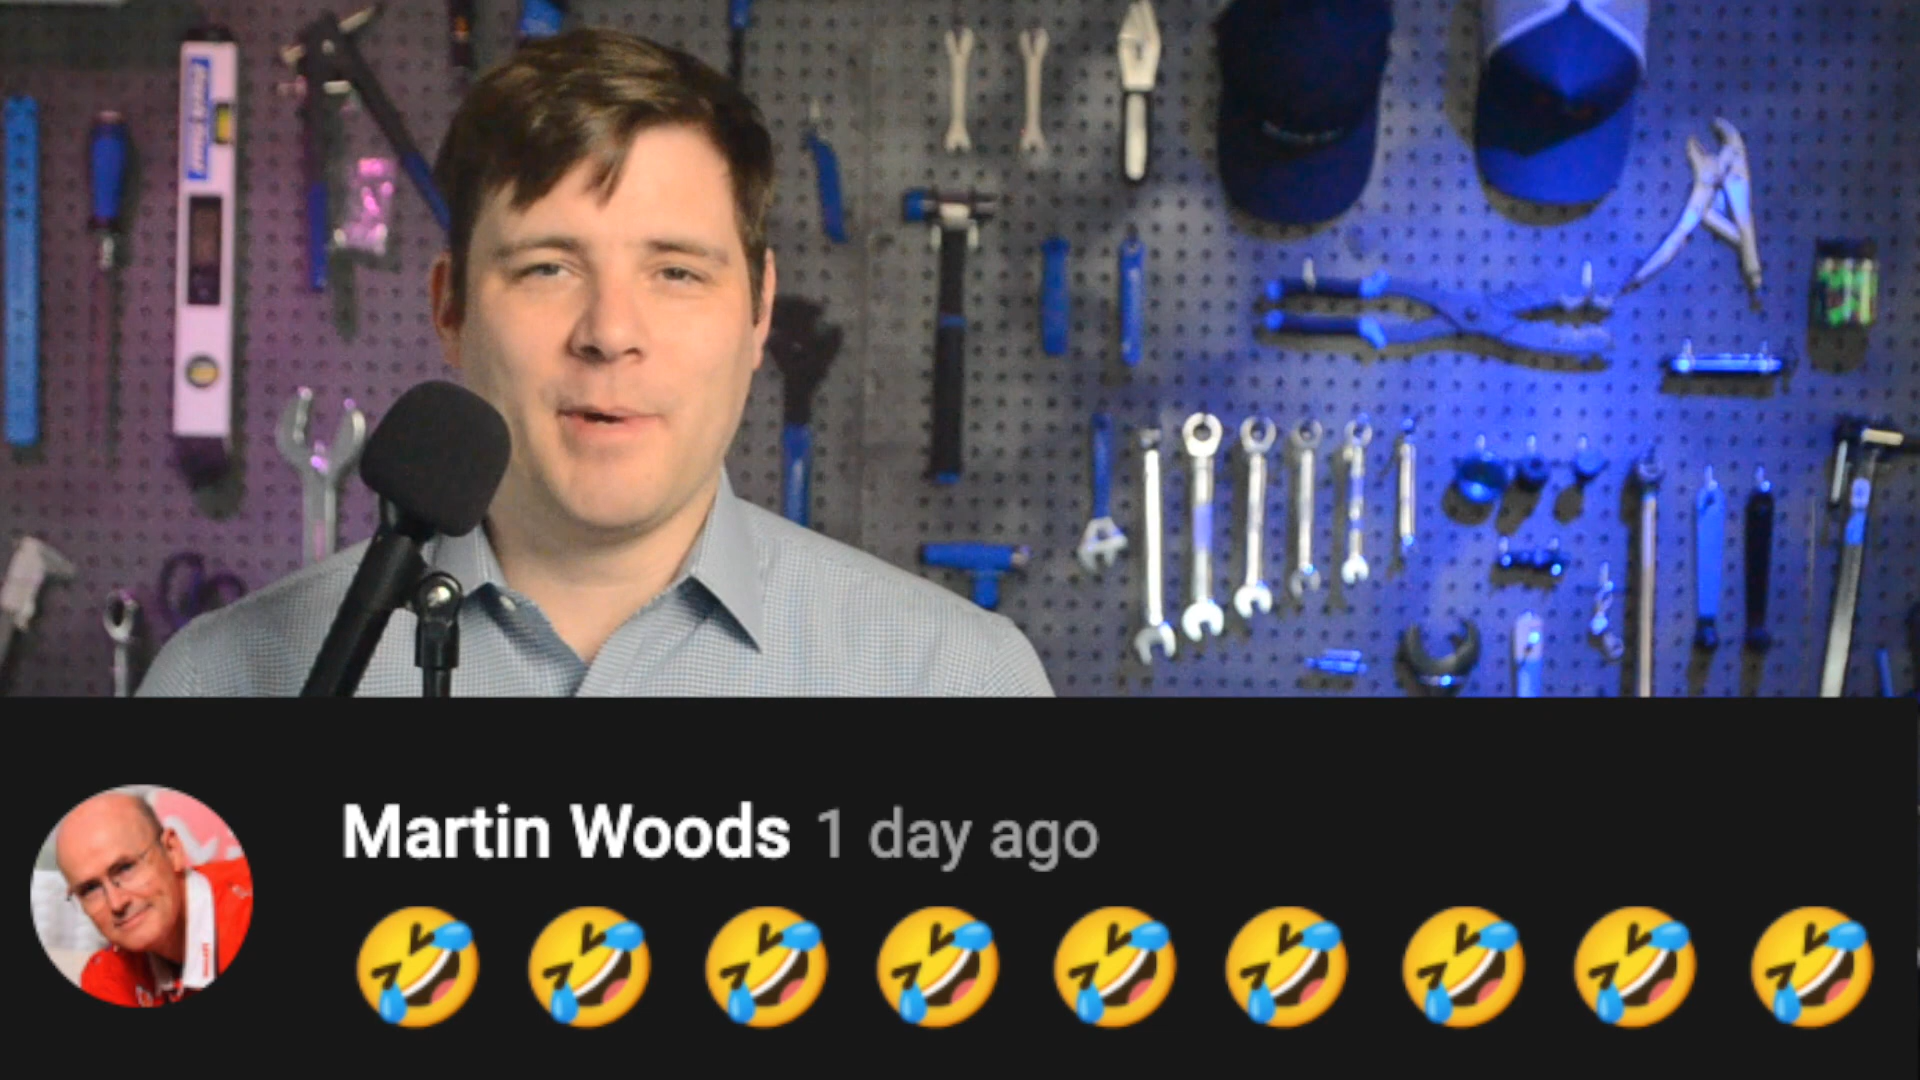 Martin Woods 1 day ago
🤣 🤣 🤣 🤣 🤣 🤣 🤣 🤣 🤣